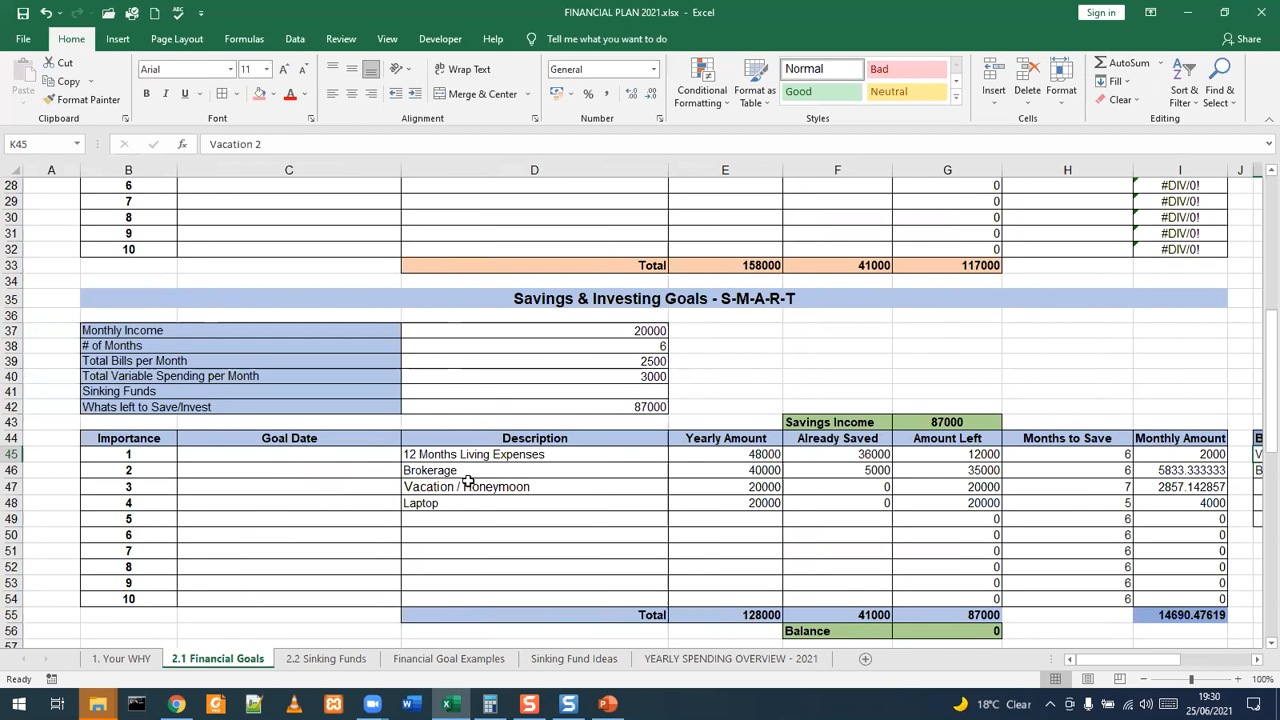 FINANCIAL PLAN 2021.xlsx - Excel
Sign in
File Home Insert Page Layout Formulas Data Review View Developer Help Tell me what you want to do Share
Paste
Cut
Copy
Format Painter
Clipboard
Arial 11
B I U
Font
Wrap Text
Merge & Center
Alignment
General
Number
Conditional Formatting
Format as Table
Normal Bad
Good Neutral
Styles
Insert Delete Format
Cells
AutoSum
Fill
Clear
Sort & Filter
Find & Select
Editing
K45 Vacation 2
A B C D E F G H I J
28 6 0 #DIV/0!
29 7 0 #DIV/0!
30 8 0 #DIV/0!
31 9 0 #DIV/0!
32 10 0 #DIV/0!
33 Total 158000 41000 117000
34
35 Savings & Investing Goals - S-M-A-R-T
36
37 Monthly Income 20000
38 # of Months 6
39 Total Bills per Month 2500
40 Total Variable Spending per Month 3000
41 Sinking Funds
42 Whats left to Save/Invest 87000
43 Savings Income 87000
44 Importance Goal Date Description Yearly Amount Already Saved Amount Left Months to Save Monthly Amount
45 1 12 Months Living Expenses 48000 36000 12000 6 2000
46 2 Brokerage 40000 5000 35000 6 5833.333333
47 3 Vacation / Honeymoon 20000 0 20000 7 2857.142857
48 4 Laptop 20000 0 20000 5 4000
49 5 0 6 0
50 6 0 6 0
51 7 0 6 0
52 8 0 6 0
53 9 0 6 0
54 10 0 6 0
55 Total 128000 41000 87000 14690.47619
56 Balance 0
57
1. Your WHY 2.1 Financial Goals 2.2 Sinking Funds Financial Goal Examples Sinking Fund Ideas YEARLY SPENDING OVERVIEW - 2021
Ready 100%
18°C Clear 19:30
25/06/2021